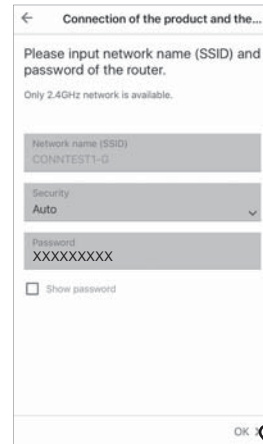 Connection of the product and the...
Please input network name (SSID) and
password of the router.
Only 2.4GHz network is available.
Network name (SSID)
CONNTEST1-G
Security
Auto
Password
XXXXXXXXX
Show password
OK